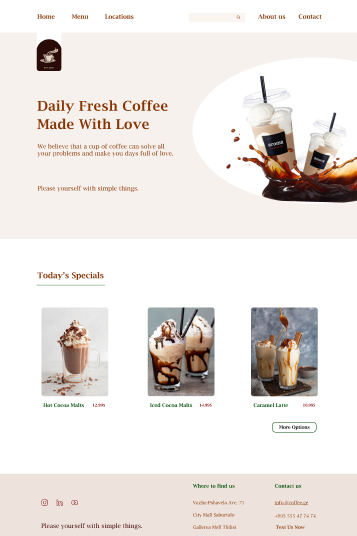 Home
Menu
Locations
About us
Contact
Daily Fresh Coffee
Made With Love
We believe that a cup of coffee can solve all
your problems and make you days full of love.
Please yourself with simple things.
Today's Specials
Hot Cocoa Malts
12.99$
Iced Cocoa Malts
14.99$
Caramel Latte
10.99$
More Options
Where to find us
Contact us
Vazha-Pshavela Ave. 71
info@coffee.ge
City Mall Saburtalo
+995 555 47 74 74
Please yourself with simple things.
Galleria Mall Tbilisi
Text Us Now